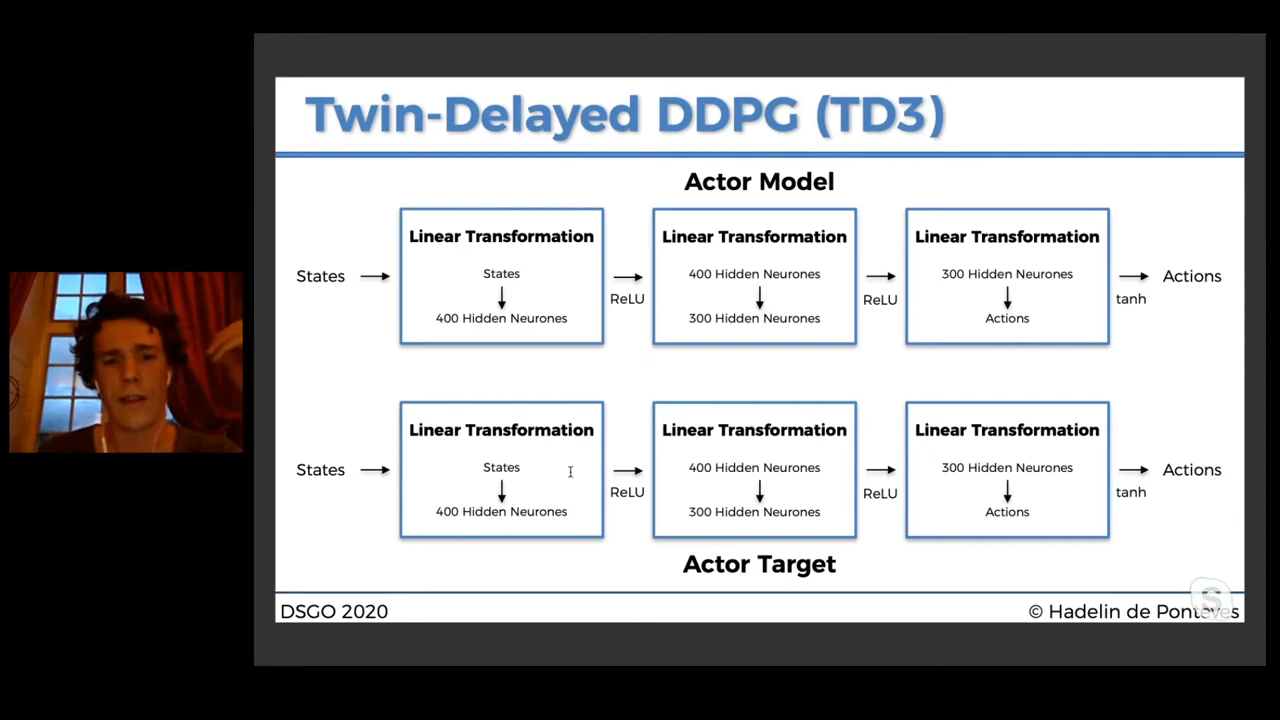 Twin-Delayed DDPG (TD3)
Actor Model
States
Linear Transformation
States
400 Hidden Neurones
ReLU
Linear Transformation
400 Hidden Neurones
300 Hidden Neurones
ReLU
Linear Transformation
300 Hidden Neurones
Actions
tanh
Actions
States
Linear Transformation
States
400 Hidden Neurones
ReLU
Linear Transformation
400 Hidden Neurones
300 Hidden Neurones
ReLU
Linear Transformation
300 Hidden Neurones
Actions
tanh
Actions
Actor Target
DSGO 2020
© Hadelin de Ponteves
S